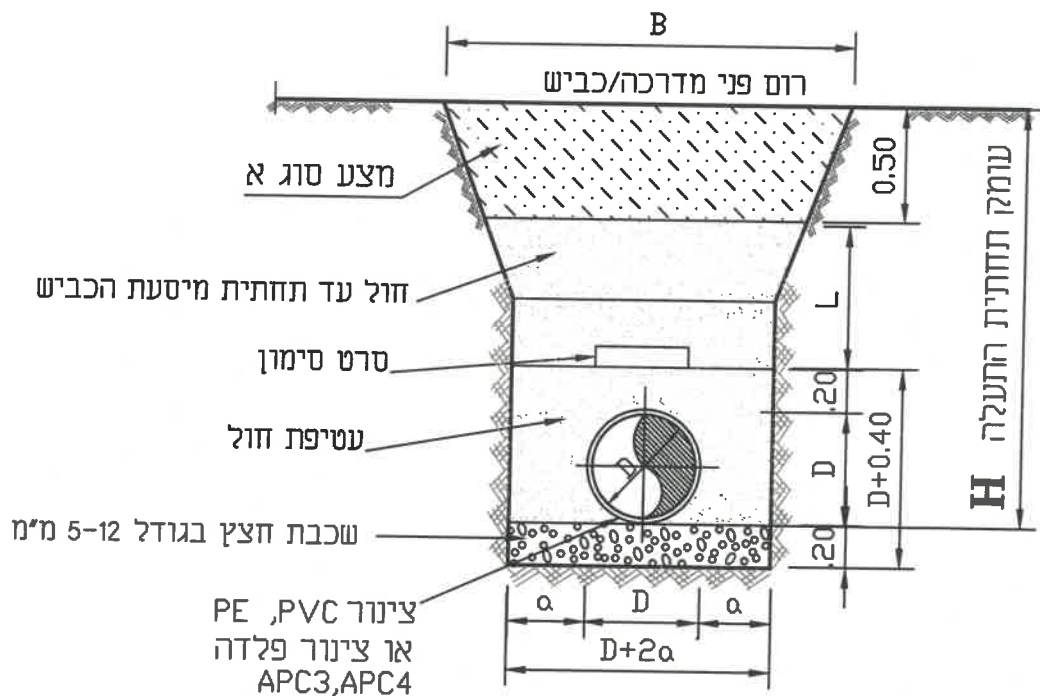 B
רום פני מדרכה/כביש
מצע סוג א
0.50
חול עד תחתית מיסעת הכביש
L
סרט סימון
.20
עטיפת חול
D
D
D+0.40
עומק תחתית התעלה H
שכבת חצץ בגודל 5-12 מ"מ
.20
צינור PE ,PVC
או צינור פלדה
APC3,APC4
a
D
a
D+2a